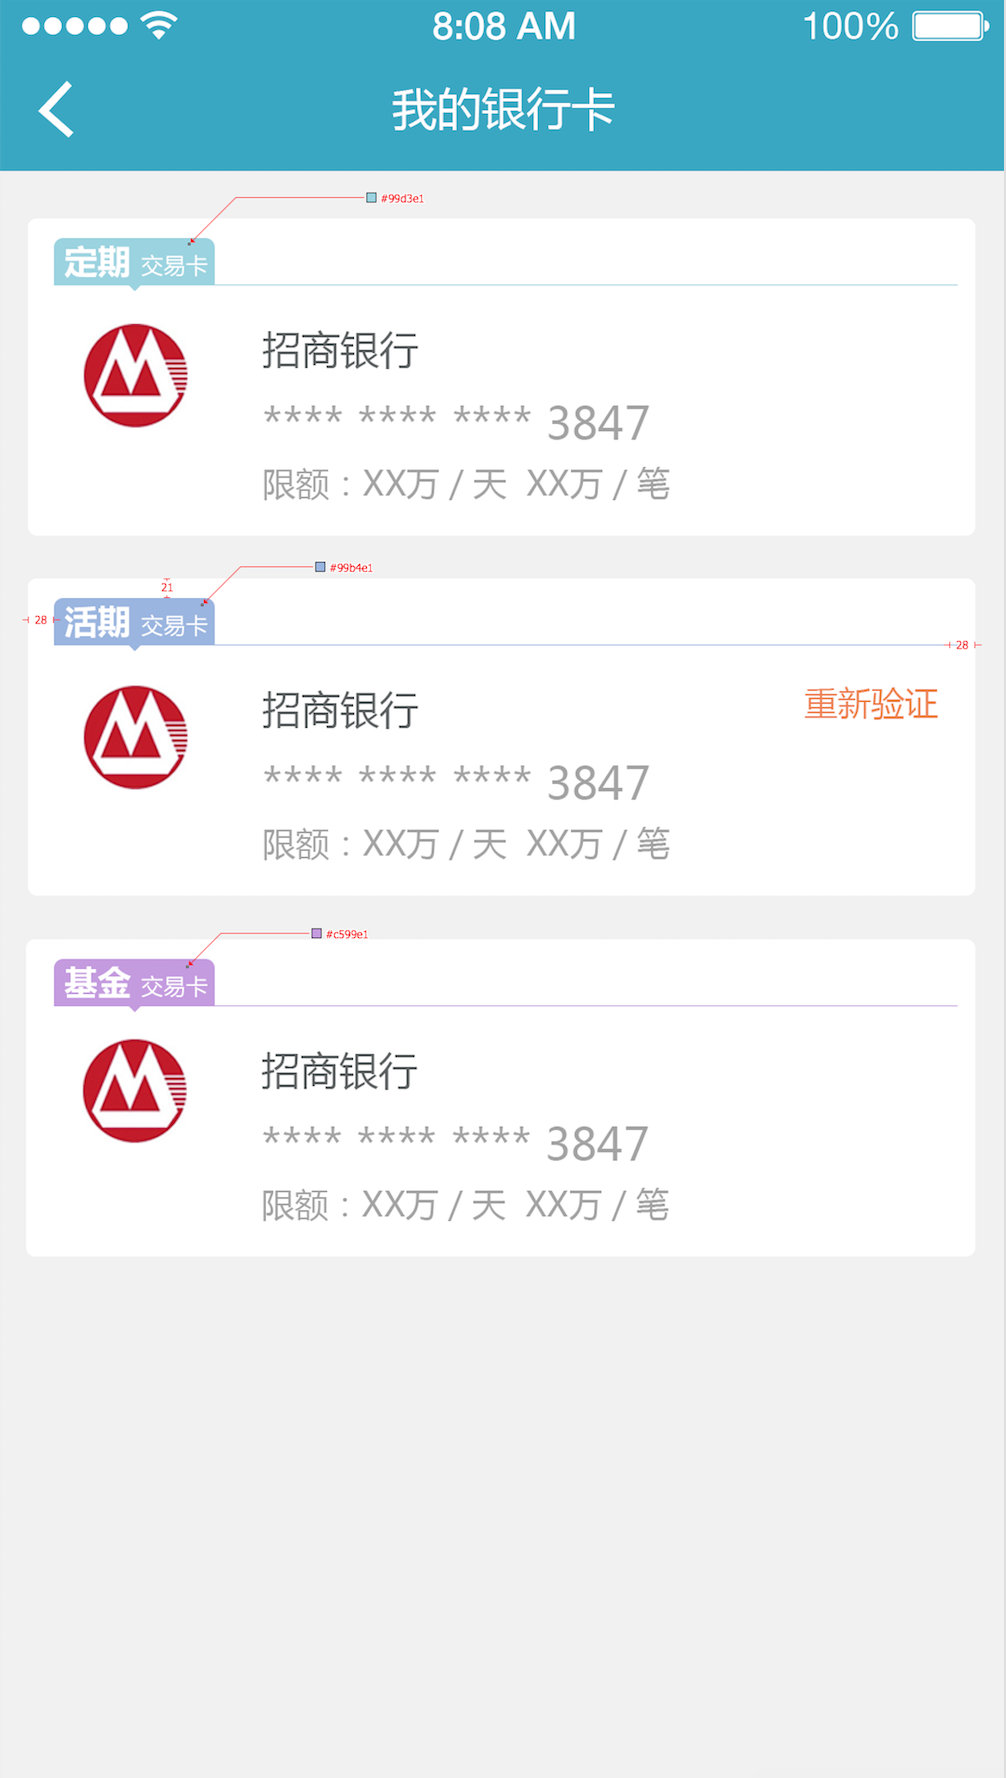 8:08 AM 100%
我的银行卡
#99d3e1
定期 交易卡
招商银行
**** **** **** 3847
限额：XX万 / 天 XX万 / 笔
#99b4e1
21
28
活期 交易卡
28
招商银行 重新验证
**** **** **** 3847
限额：XX万 / 天 XX万 / 笔
#c599e1
基金 交易卡
招商银行
**** **** **** 3847
限额：XX万 / 天 XX万 / 笔